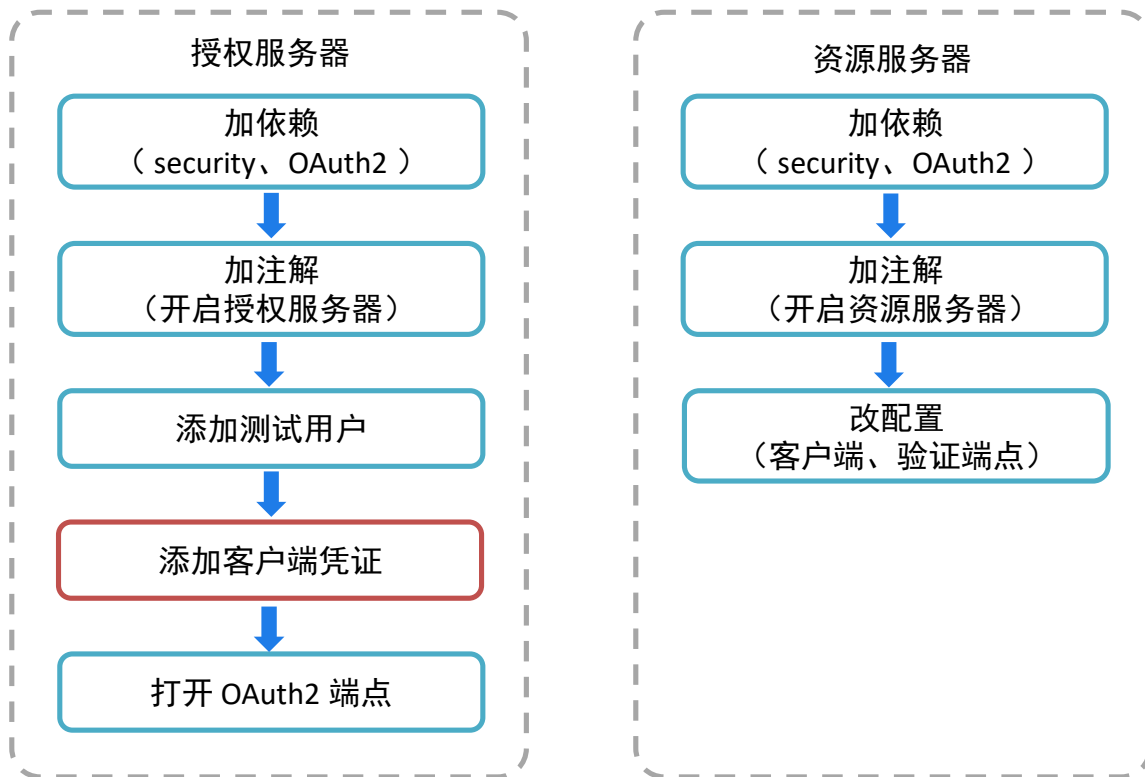 授权服务器
加依赖
（ security、OAuth2 ）
加注解
（开启授权服务器）
添加测试用户
添加客户端凭证
打开 OAuth2 端点
资源服务器
加依赖
（ security、OAuth2 ）
加注解
（开启资源服务器）
改配置
（客户端、验证端点）